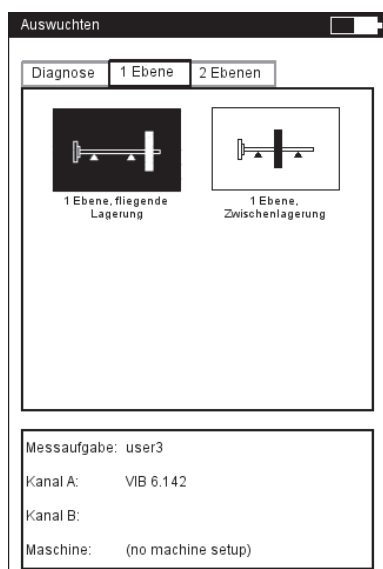 Auswuchten
Diagnose 1 Ebene 2 Ebenen
1 Ebene, fliegende
Lagerung
1 Ebene,
Zwischenlagerung
Messaufgabe: user3
Kanal A: VIB 6.142
Kanal B:
Maschine: (no machine setup)